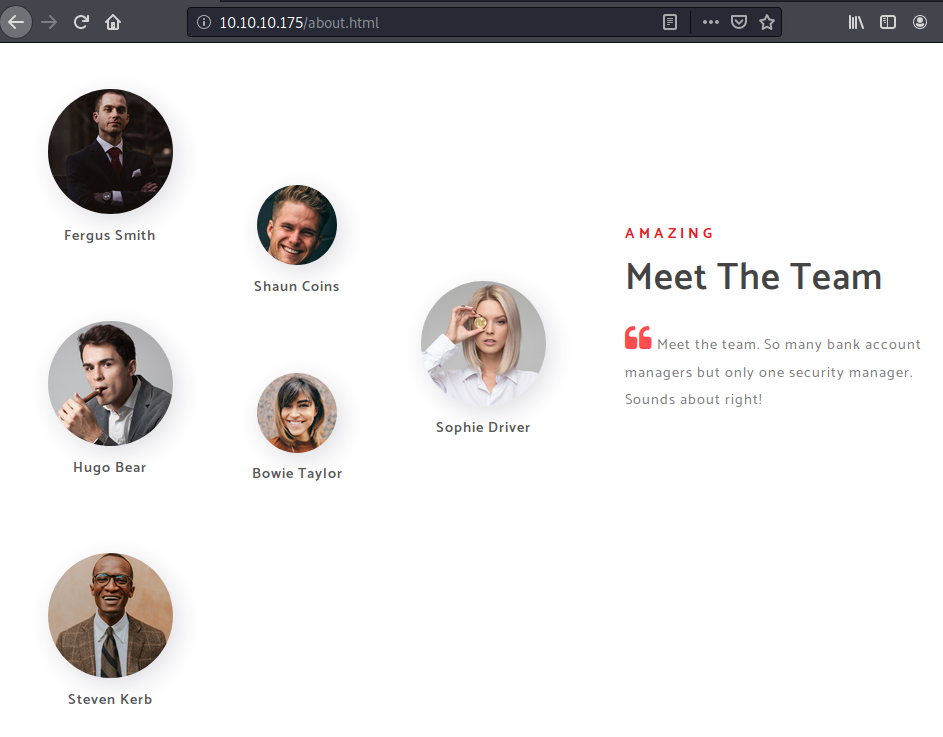 10.10.10.175/about.html
Fergus Smith
Shaun Coins
Hugo Bear
Bowie Taylor
Sophie Driver
Steven Kerb
AMAZING
Meet The Team
Meet the team. So many bank account
managers but only one security manager.
Sounds about right!